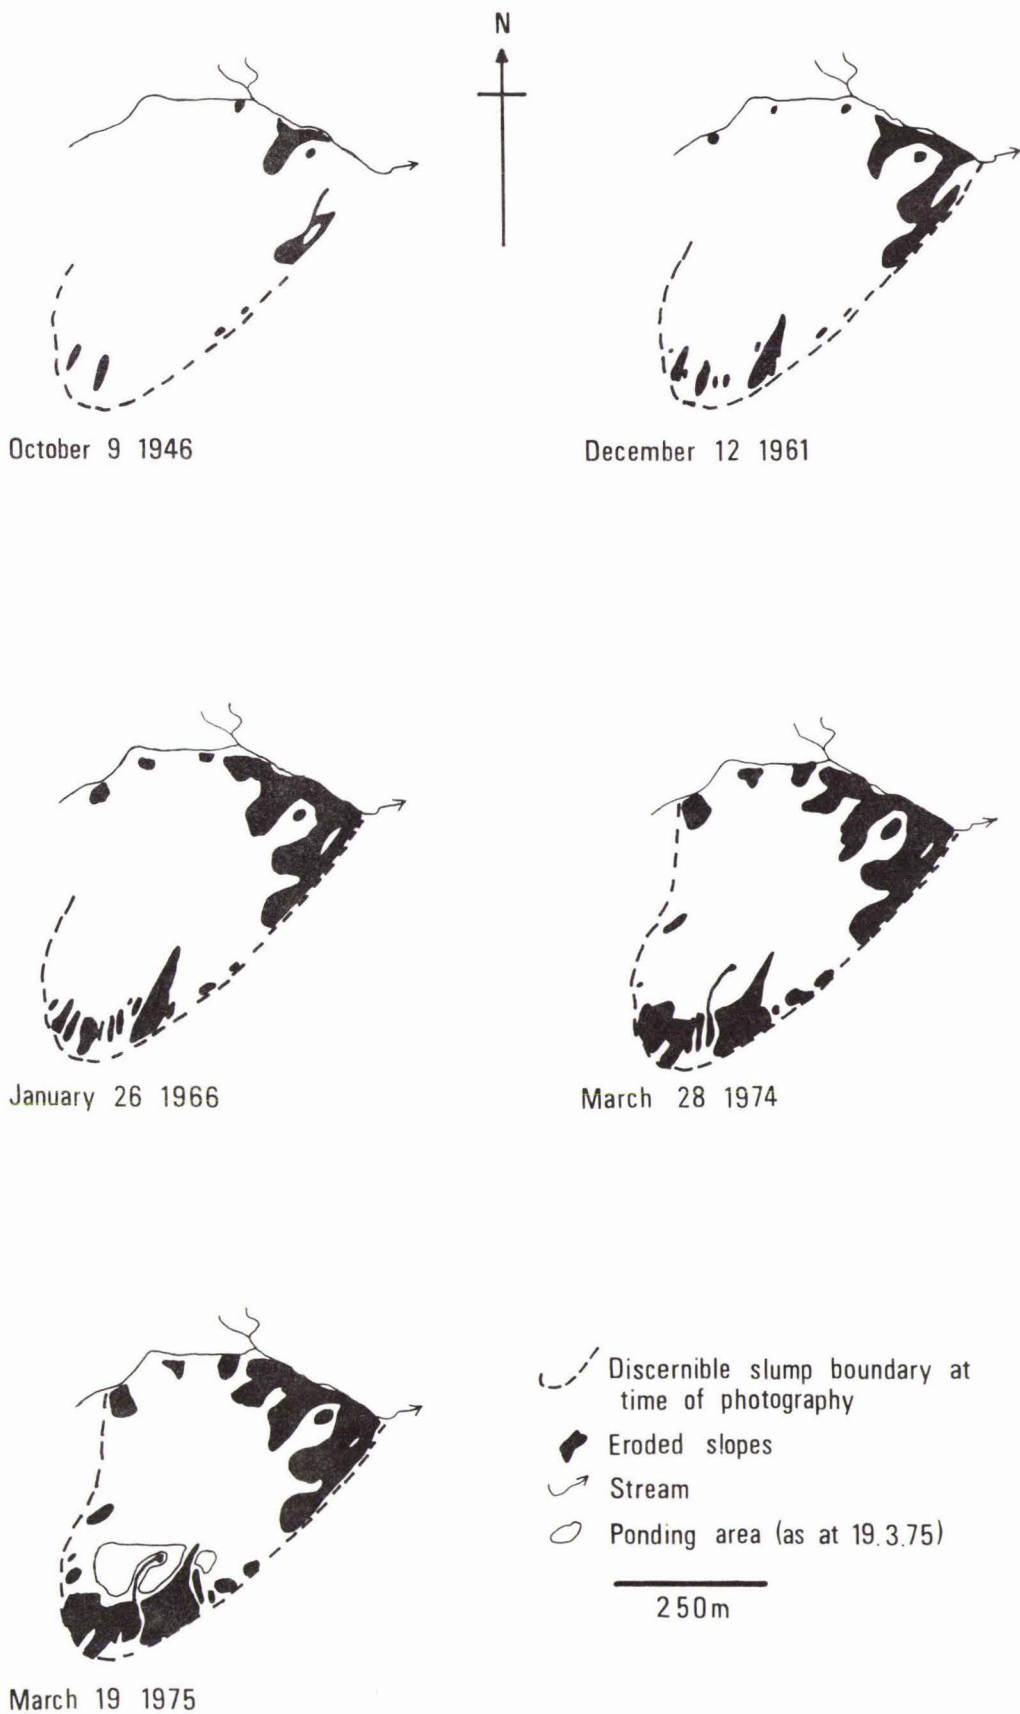 N
October 9 1946
December 12 1961
January 26 1966
March 28 1974
Discernible slump boundary at
time of photography
Eroded slopes
Stream
Ponding area (as at 19.3.75)
250m
March 19 1975